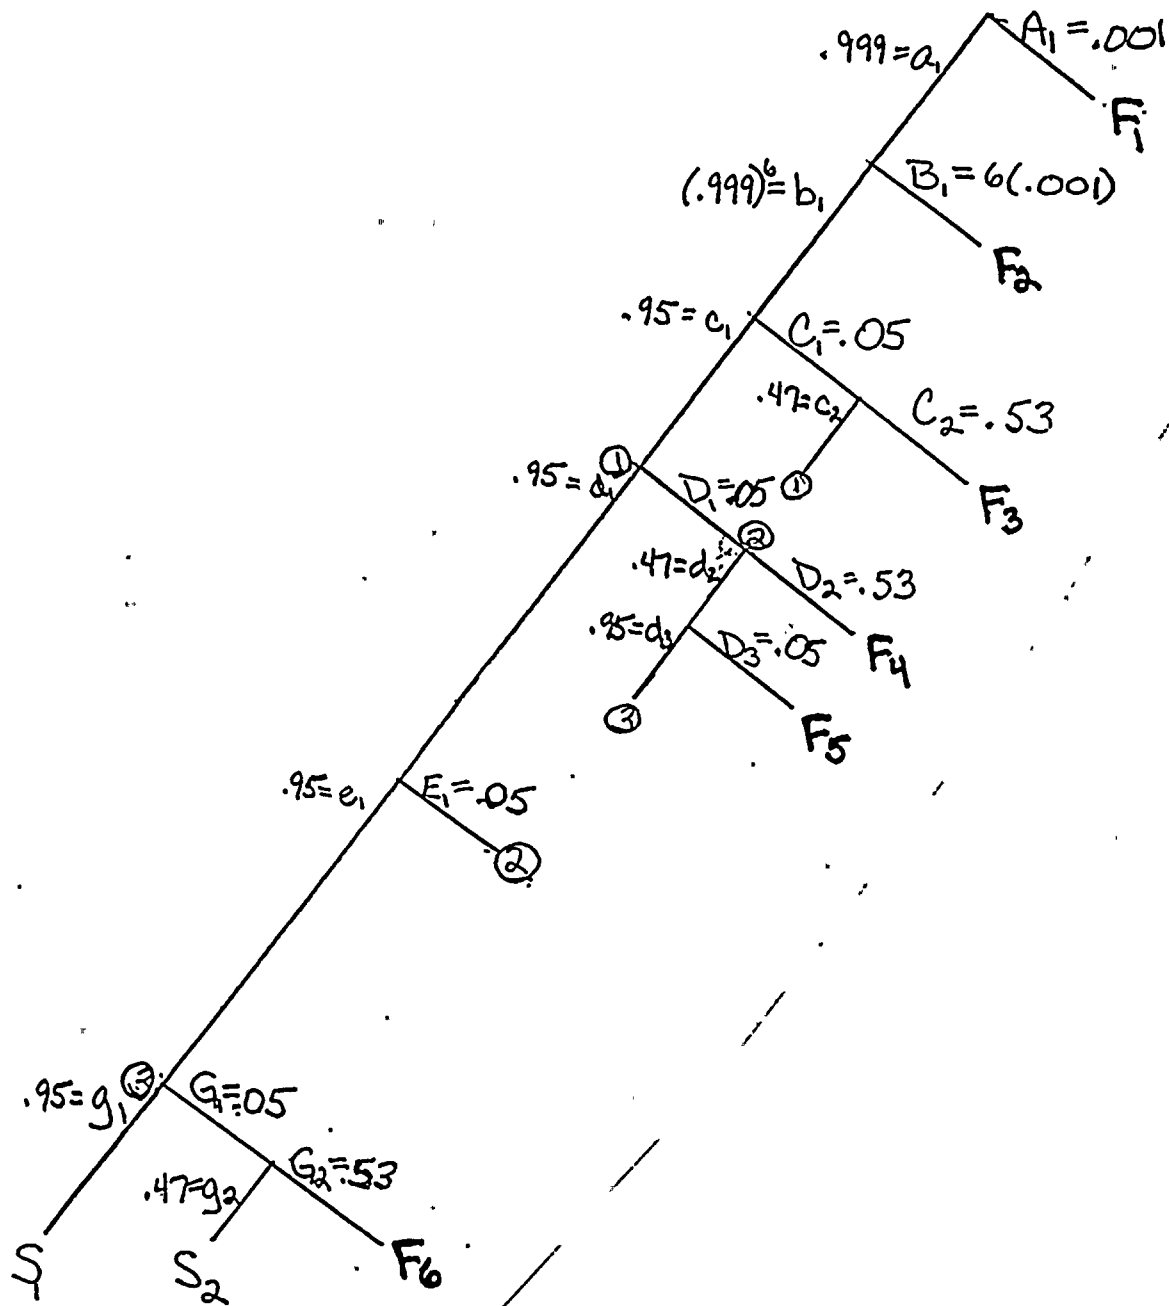 A₁ = .001
.999 = a₁
F₁
(.999)⁶ = b₁
B₁ = 6(.001)
F₂
.95 = c₁
C₁ = .05
.47 = c₂
C₂ = .53
①
F₃
①
.95 = d₁
D₁ = .05
②
.47 = d₂
D₂ = .53
F₄
.95 = d₃
D₃ = .05
③
F₅
.95 = e₁
E₁ = .05
②
③
.95 = g₁
G₁ = .05
.47 = g₂
G₂ = .53
S₁
S₂
F₆